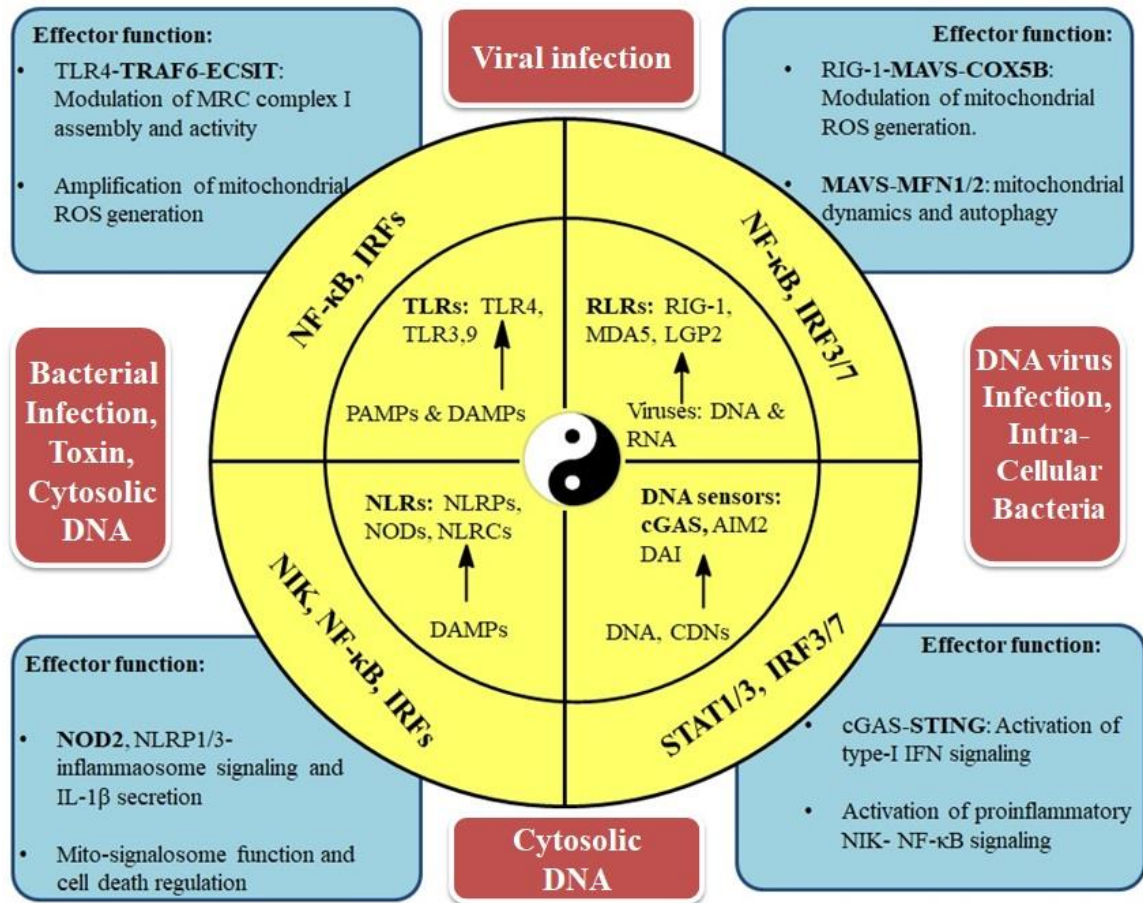 Effector function:
• TLR4-TRAF6-ECSIT:
Modulation of MRC complex I
assembly and activity
• Amplification of mitochondrial
ROS generation
Viral infection
Effector function:
• RIG-1-MAVS-COX5B:
Modulation of mitochondrial
ROS generation.
• MAVS-MFN1/2: mitochondrial
dynamics and autophagy
NF-κB, IRFs
NF-κB, IRF3/7
TLRs: TLR4,
TLR3,9
PAMPs & DAMPs
RLRs: RIG-1,
MDA5, LGP2
Viruses: DNA &
RNA
Bacterial
Infection,
Toxin,
Cytosolic
DNA
DNA virus
Infection,
Intra-
Cellular
Bacteria
NLRs: NLRPs,
NODs, NLRCs
DAMPs
DNA sensors:
cGAS, AIM2
DAI
DNA, CDNs
NIK, NF-κB, IRFs
STAT1/3, IRF3/7
Effector function:
• NOD2, NLRP1/3-
inflammaosome signaling and
IL-1β secretion
• Mito-signalosome function and
cell death regulation
Cytosolic
DNA
Effector function:
• cGAS-STING: Activation of
type-I IFN signaling
• Activation of proinflammatory
NIK- NF-κB signaling